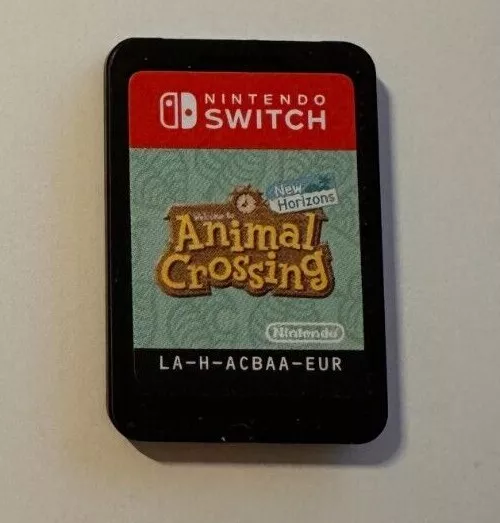 NINTENDO
SWITCH
New
Horizons
Welcome to
Animal
Crossing
Nintendo
LA-H-ACBAA-EUR